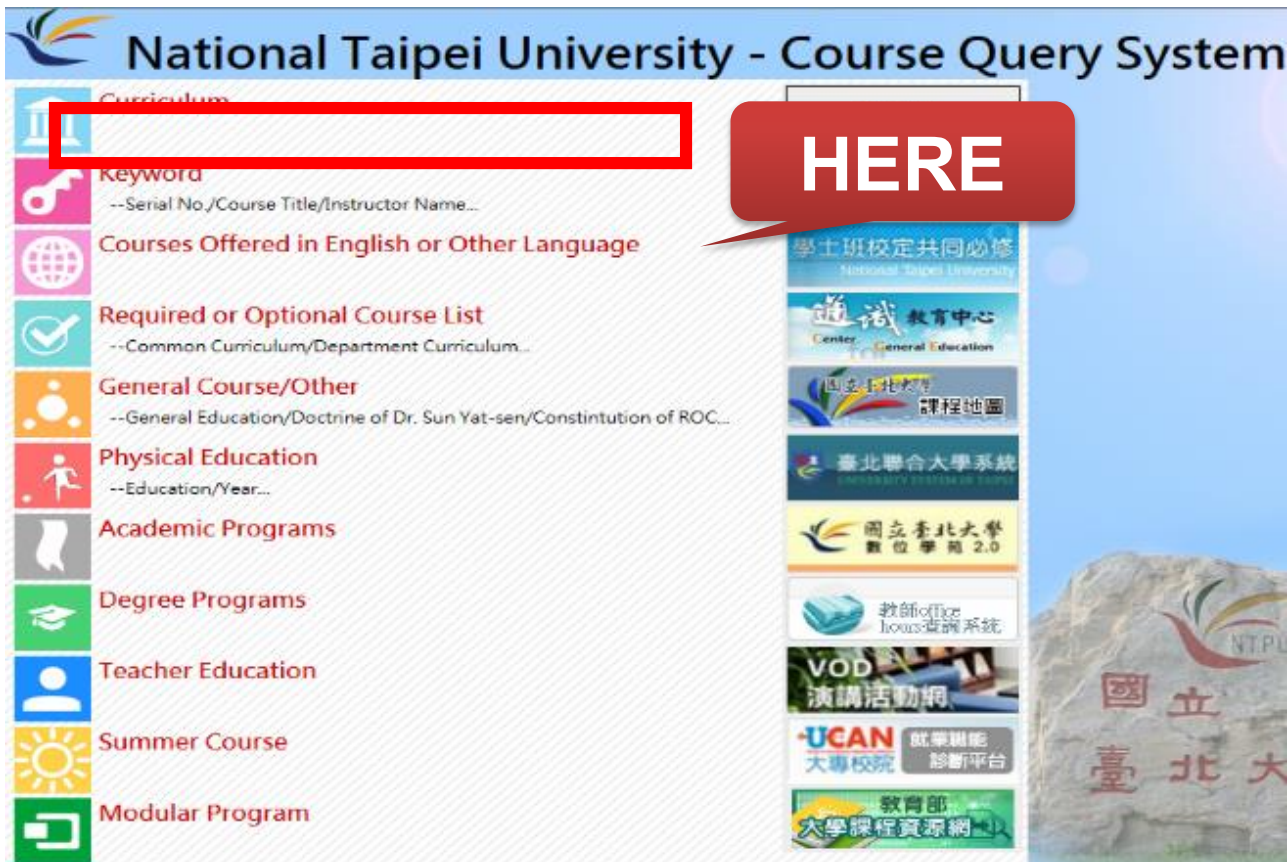 National Taipei University - Course Query System
Curriculum
Keyword
--Serial No./Course Title/Instructor Name...
Courses Offered in English or Other Language
Required or Optional Course List
--Common Curriculum/Department Curriculum...
General Course/Other
--General Education/Doctrine of Dr. Sun Yat-sen/Constintution of ROC...
Physical Education
--Education/Year...
Academic Programs
Degree Programs
Teacher Education
Summer Course
Modular Program
HERE
學士班校定共同必修
National Taipei University
通識 教育中心
Center General Education
國立臺北大學
課程地圖
臺北聯合大學系統
UNIVERSITY SYSTEM OF TAIPEI
國立臺北大學
數位學苑 2.0
教師office
hours查詢系統
VOD
演講活動網
UCAN 就業職能
大專校院 診斷平台
教育部
大學課程資源網
NTPU
國立
臺北大